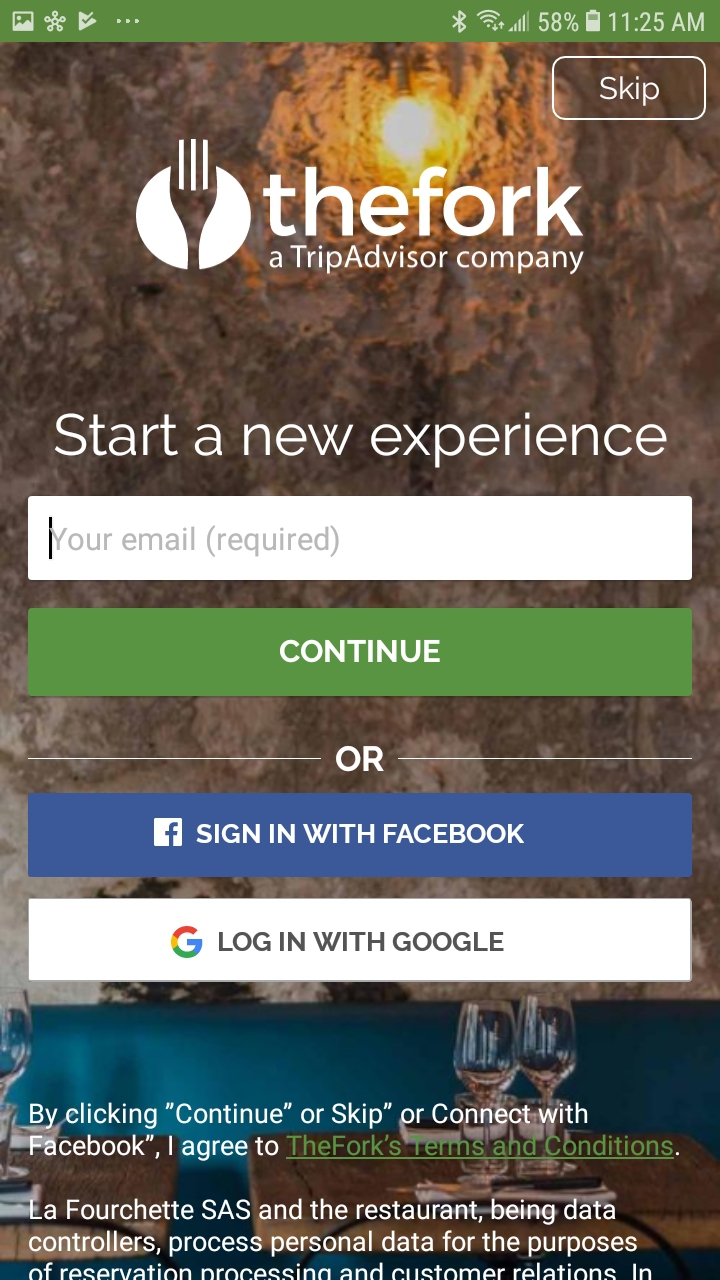 58% 11:25 AM
Skip
thefork
a TripAdvisor company
Start a new experience
Your email (required)
CONTINUE
OR
SIGN IN WITH FACEBOOK
LOG IN WITH GOOGLE
By clicking ”Continue” or Skip” or Connect with
Facebook”, I agree to TheFork’s Terms and Conditions.
La Fourchette SAS and the restaurant, being data
controllers, process personal data for the purposes
of reservation processing and customer relations. In